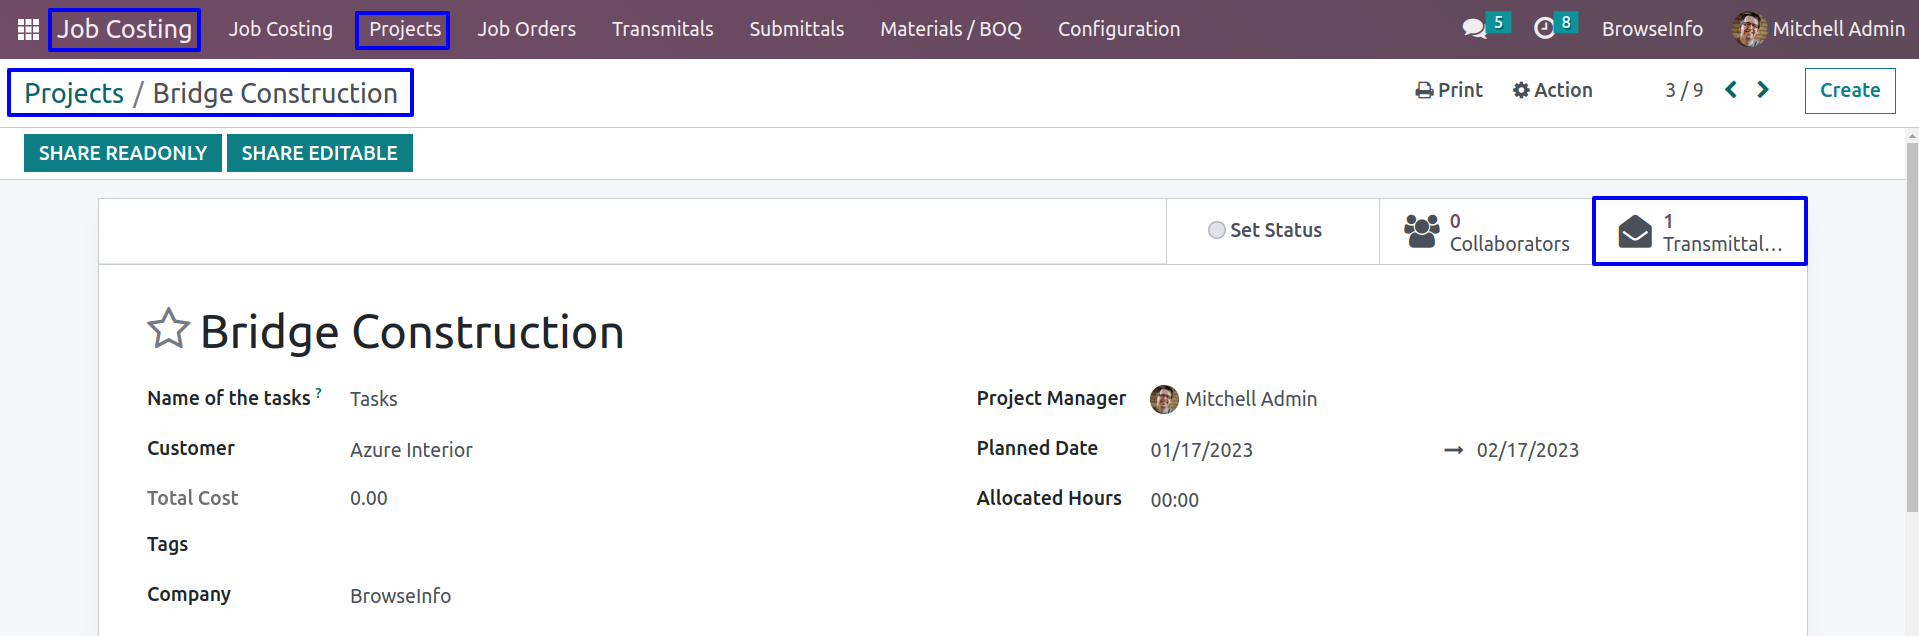 Job Costing Job Costing Projects Job Orders Transmitals Submittals Materials / BOQ Configuration 5 8 BrowseInfo Mitchell Admin
Projects / Bridge Construction Print Action 3 / 9 Create
SHARE READONLY SHARE EDITABLE
Set Status 0 Collaborators 1 Transmittal...
Bridge Construction
Name of the tasks ? Tasks Project Manager Mitchell Admin
Customer Azure Interior Planned Date 01/17/2023 → 02/17/2023
Total Cost 0.00 Allocated Hours 00:00
Tags
Company BrowseInfo